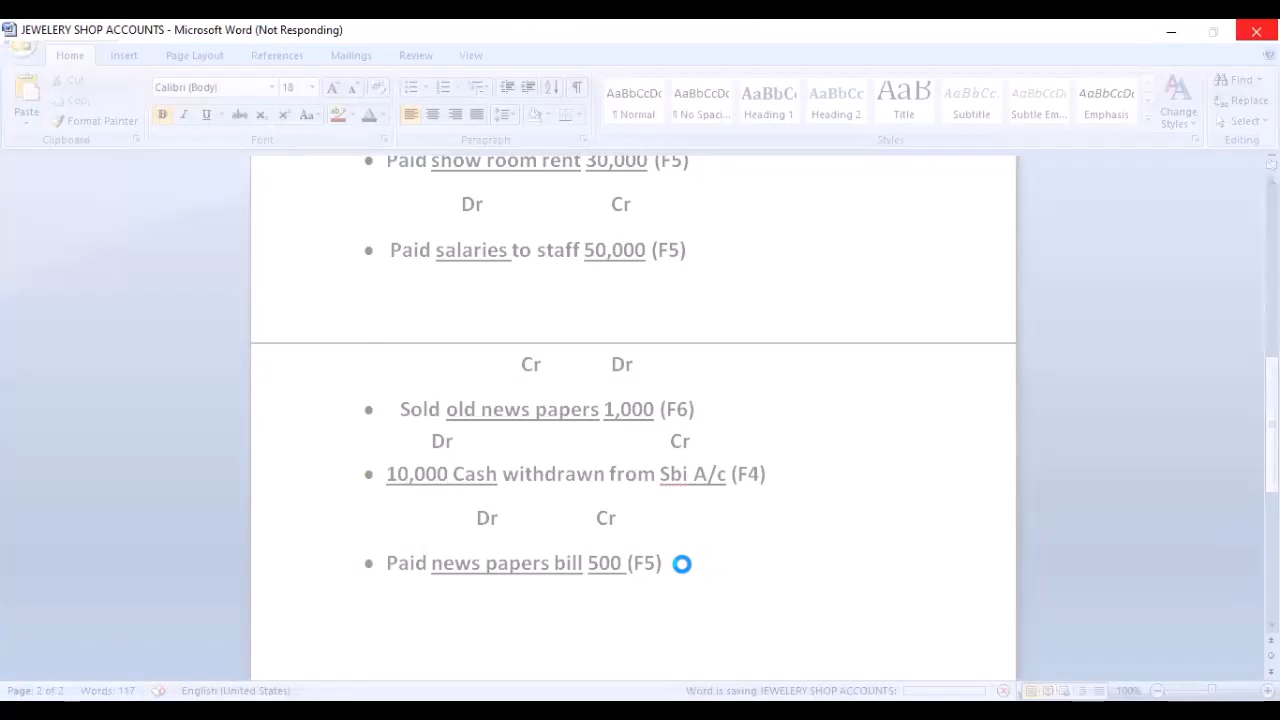 JEWELERY SHOP ACCOUNTS - Microsoft Word (Not Responding)
Home Insert Page Layout References Mailings Review View
Paste
Cut
Copy
Format Painter
Clipboard
Calibri (Body) 18
Font
Paragraph
AaBbCcDc AaBbCcDc AaBbCc AaBbCc AaB AaBbCc. AaBbCcDc AaBbCcDc
¶ Normal ¶ No Spaci... Heading 1 Heading 2 Title Subtitle Subtle Em... Emphasis
Styles
Change Styles
Find
Replace
Select
Editing
• Paid show room rent 30,000 (F5)
Dr Cr
• Paid salaries to staff 50,000 (F5)
Cr Dr
• Sold old news papers 1,000 (F6)
Dr Cr
• 10,000 Cash withdrawn from Sbi A/c (F4)
Dr Cr
• Paid news papers bill 500 (F5)
Page: 2 of 2 Words: 117 English (United States) Word is saving JEWELERY SHOP ACCOUNTS: 100%